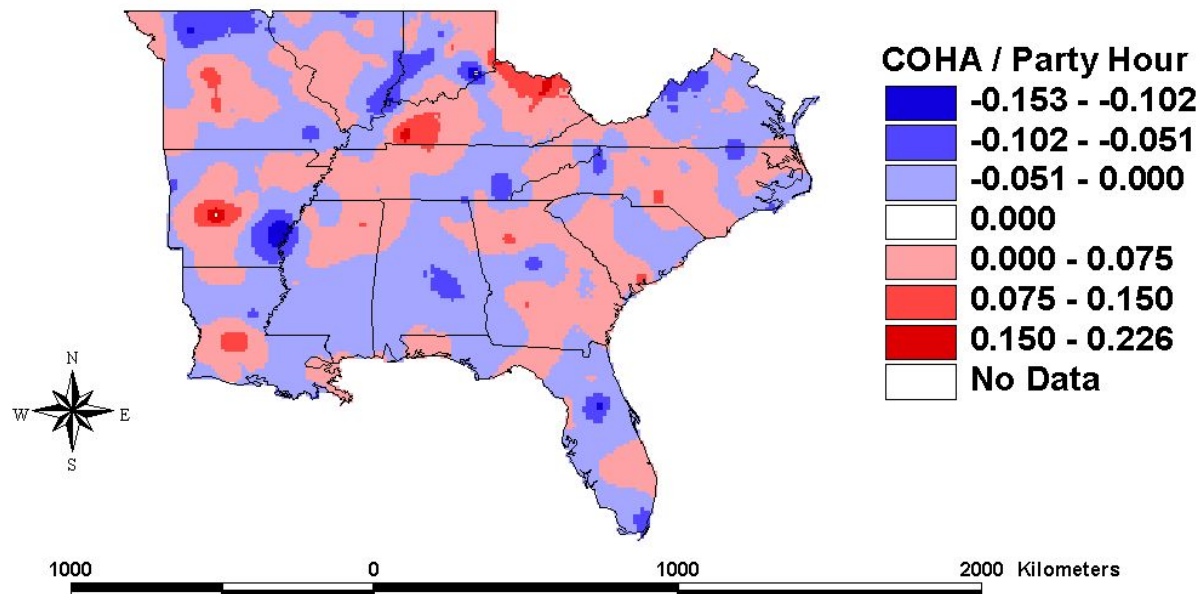 COHA / Party Hour
-0.153 - -0.102
-0.102 - -0.051
-0.051 - 0.000
0.000
0.000 - 0.075
0.075 - 0.150
0.150 - 0.226
No Data
N
W E
S
1000 0 1000 2000 Kilometers